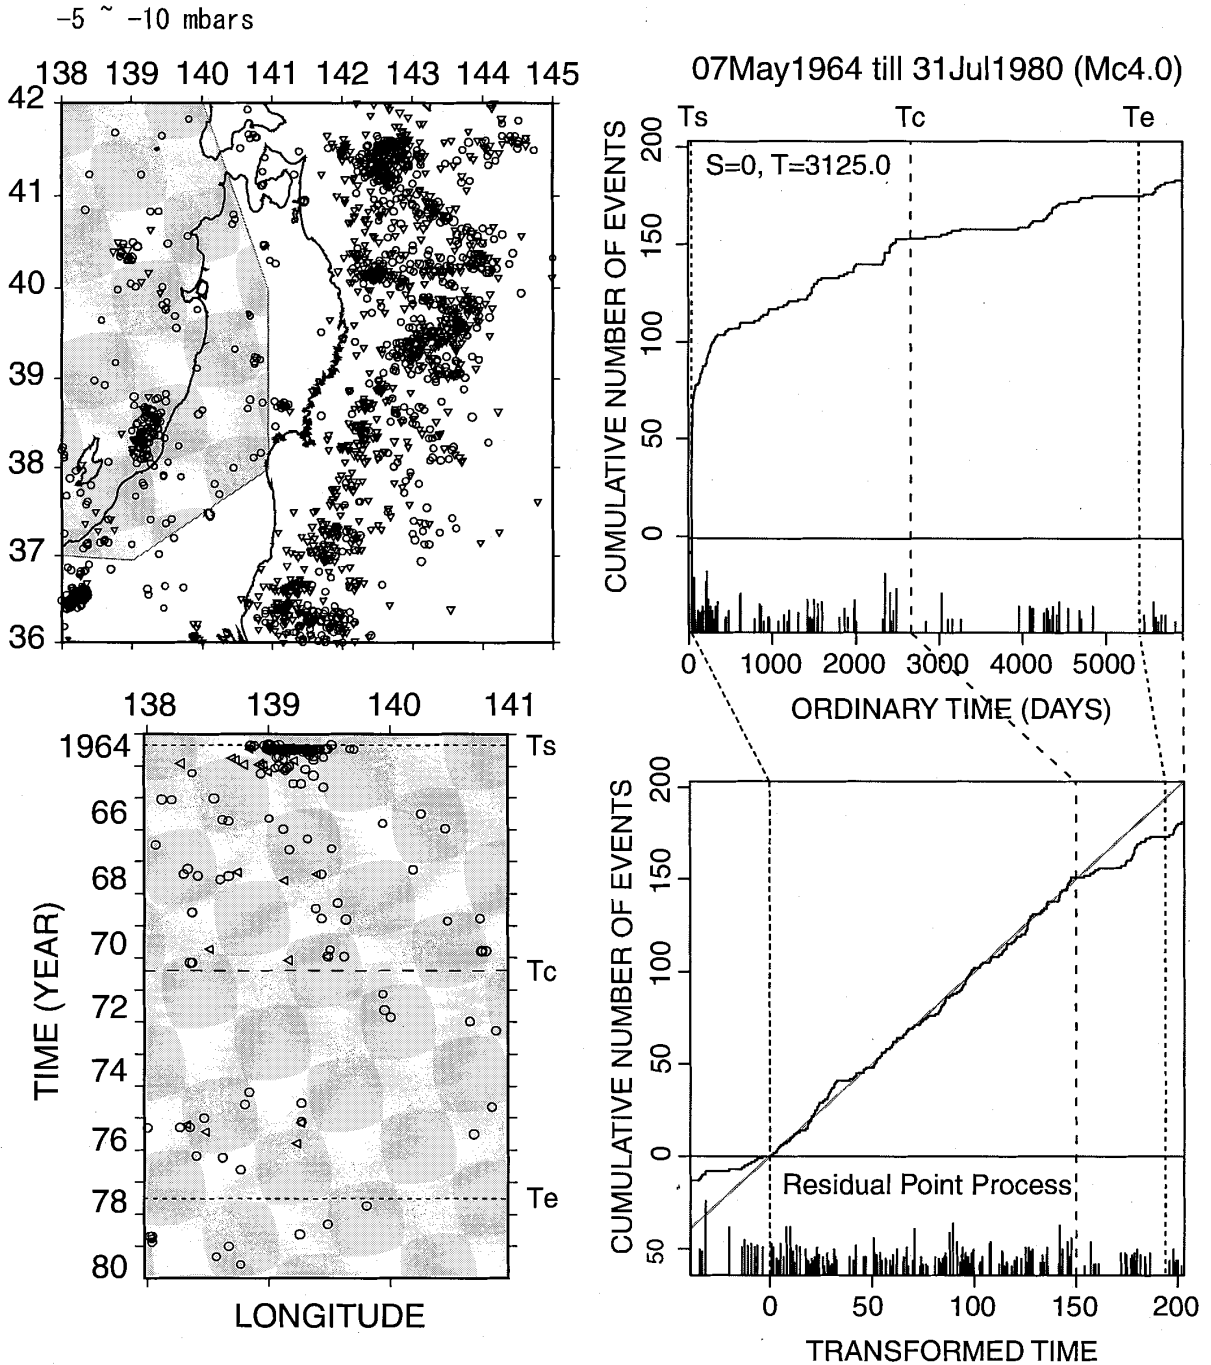 -5 ~ -10 mbars
138 139 140 141 142 143 144 145
42
41
40
39
38
37
36
07May1964 till 31Jul1980 (Mc4.0)
Ts Tc Te
S=0, T=3125.0
CUMULATIVE NUMBER OF EVENTS
200
150
100
50
0
0 1000 2000 3000 4000 5000
ORDINARY TIME (DAYS)
138 139 140 141
1964
66
68
70
72
74
76
78
80
Ts
Tc
Te
TIME (YEAR)
LONGITUDE
CUMULATIVE NUMBER OF EVENTS
200
150
100
50
0
50
Residual Point Process
0 50 100 150 200
TRANSFORMED TIME